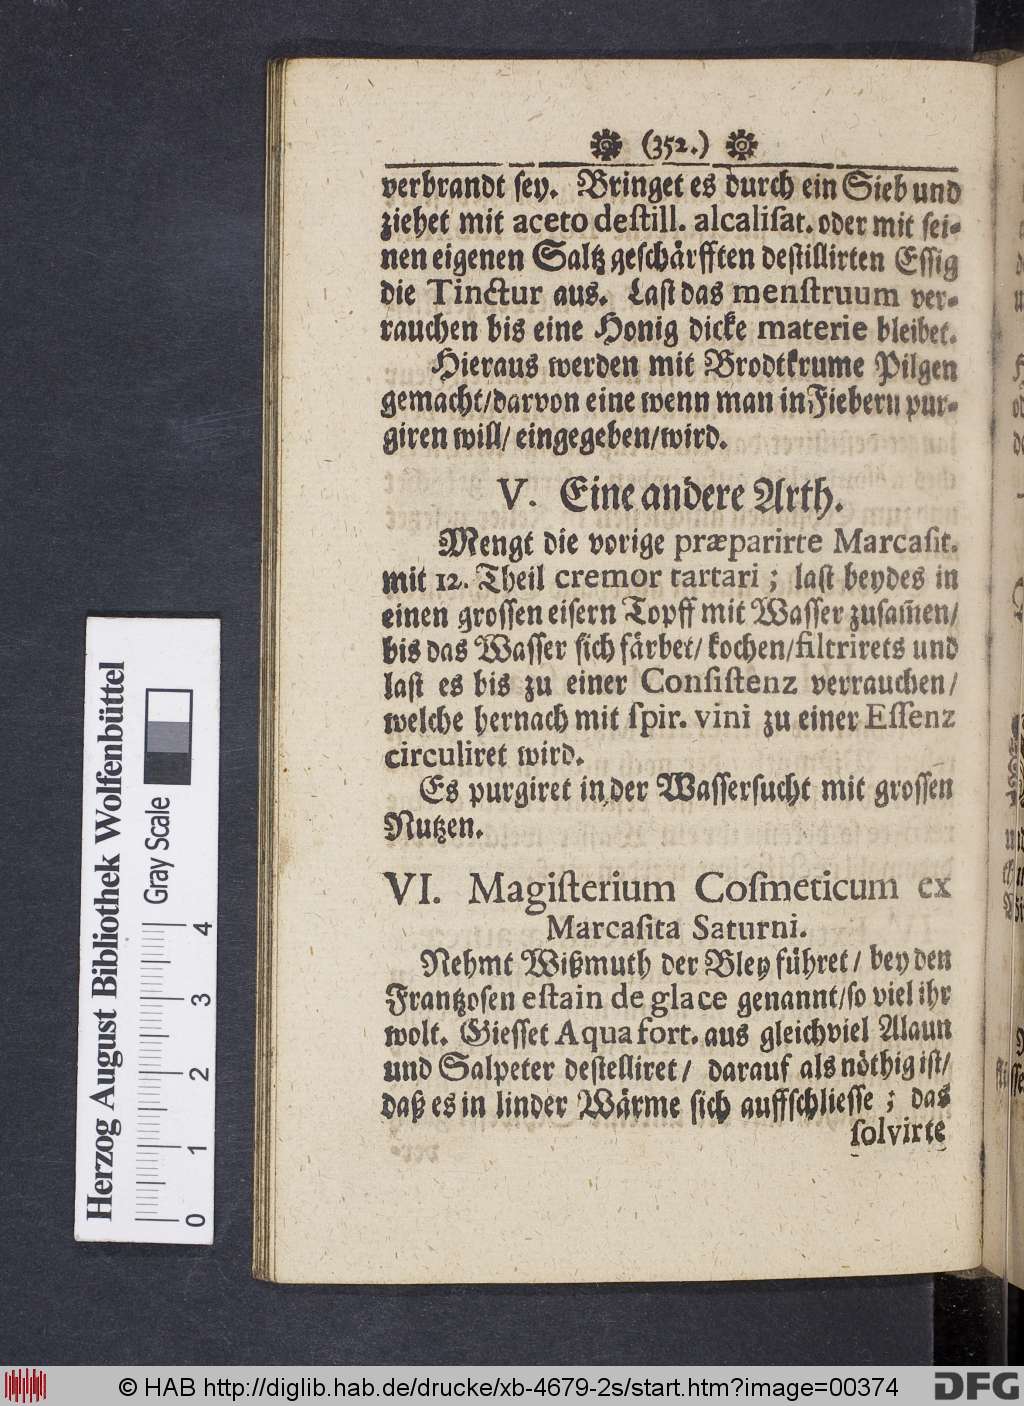 (352.)
verbrandt ſey. Bringet es durch ein Sieb und
ziehet mit aceto deſtill. alcaliſat. oder mit ſei-
nen eigenen Saltz geſchärfften deſtillirten Eſſig
die Tinctur aus. Laſt das menſtruum ver-
rauchen bis eine Honig dicke materie bleibet.
Hieraus werden mit Brodtkrume Pilgen
gemacht/darvon eine wenn man in Fiebern pur-
giren will/ eingegeben/wird.
V. Eine andere Arth.
Mengt die vorige præparirte Marcaſit.
mit 12. Theil cremor tartari; laſt beydes in
einen groſſen eiſern Topff mit Waſſer zuſam̃en/
bis das Waſſer ſich färbet/ kochen/filtrirets und
laſt es bis zu einer Conſiſtenz verrauchen/
welche hernach mit ſpir. vini zu einer Eſſenz
circuliret wird.
Es purgiret in der Waſſerſucht mit groſſen
Nutzen.
VI. Magiſterium Coſmeticum ex
Marcaſita Saturni.
Nehmt Wißmuth der Bley führet/ bey den
Frantzoſen eſtain de glace genannt/ſo viel ihr
wolt. Gieſſet Aqua fort. aus gleichviel Alaun
und Salpeter deſtelliret/ darauf als nöthig iſt/
daß es in linder Wärme ſich auffſchlieſſe; das
ſolvirte
Herzog August Bibliothek Wolfenbüttel
Gray Scale
0 1 2 3 4
© HAB http://diglib.hab.de/drucke/xb-4679-2s/start.htm?image=00374
DFG